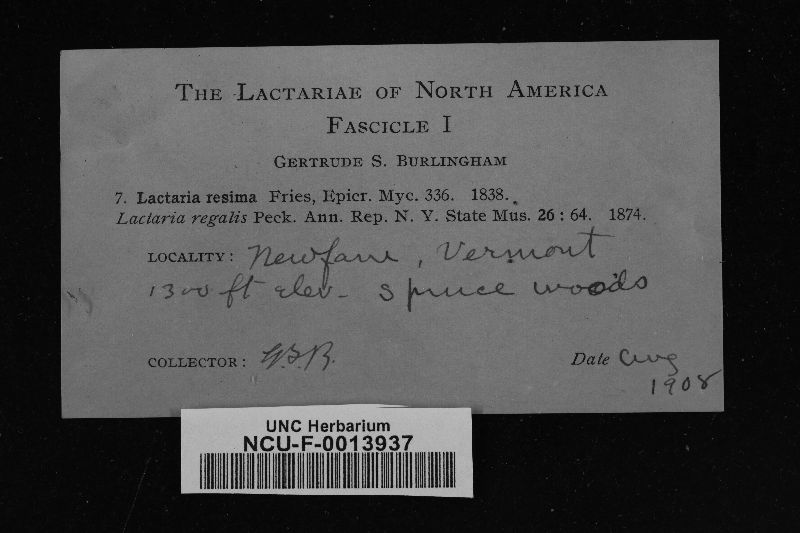 THE LACTARIAE OF NORTH AMERICA
FASCICLE I
GERTRUDE S. BURLINGHAM
7. Lactaria resima Fries, Epicr. Myc. 336. 1838.
Lactaria regalis Peck. Ann. Rep. N. Y. State Mus. 26 : 64. 1874.
LOCALITY: Newfane, Vermont
1300 ft elev - Spruce woods
COLLECTOR: G.S.B.
Date Aug
1908
UNC Herbarium
NCU-F-0013937